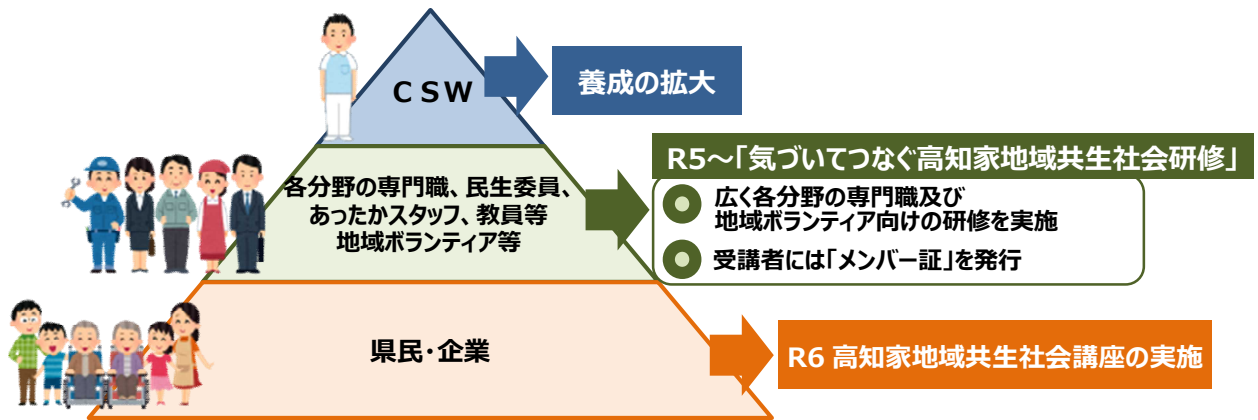 CSW
養成の拡大
R5～「気づいてつなぐ高知家地域共生社会研修」
各分野の専門職、民生委員、
あったかスタッフ、教員等
地域ボランティア等
広く各分野の専門職及び
地域ボランティア向けの研修を実施
受講者には「メンバー証」を発行
県民・企業
R6 高知家地域共生社会講座の実施